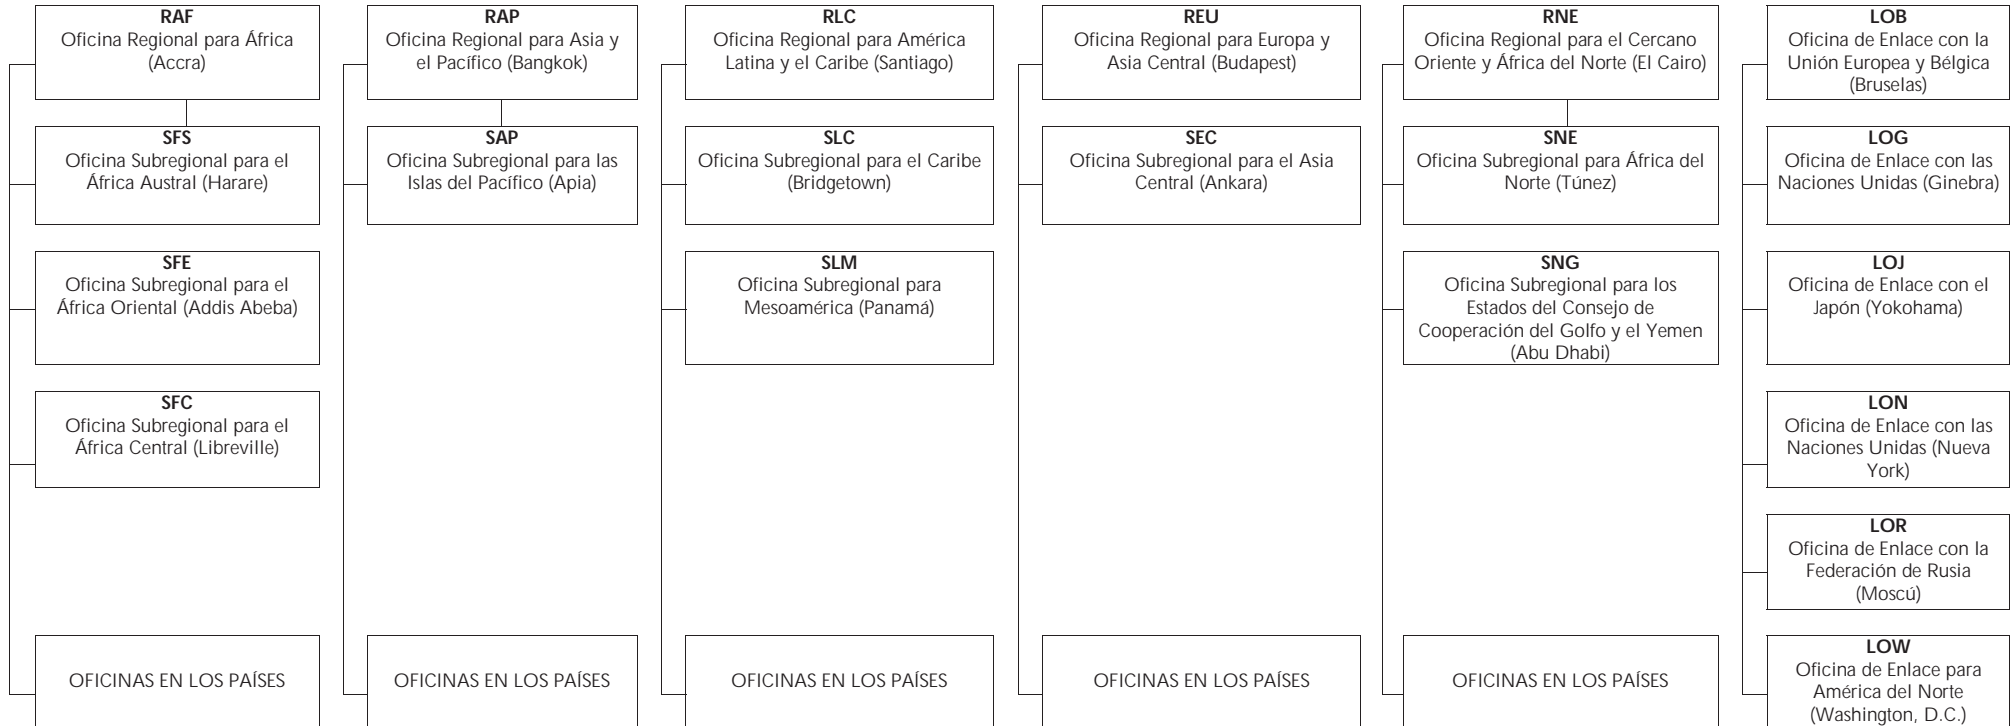 RAF
Oficina Regional para África
(Accra)
SFS
Oficina Subregional para el
África Austral (Harare)
SFE
Oficina Subregional para el
África Oriental (Addis Abeba)
SFC
Oficina Subregional para el
África Central (Libreville)
OFICINAS EN LOS PAÍSES
RAP
Oficina Regional para Asia y
el Pacífico (Bangkok)
SAP
Oficina Subregional para las
Islas del Pacífico (Apia)
OFICINAS EN LOS PAÍSES
RLC
Oficina Regional para América
Latina y el Caribe (Santiago)
SLC
Oficina Subregional para el Caribe
(Bridgetown)
SLM
Oficina Subregional para
Mesoamérica (Panamá)
OFICINAS EN LOS PAÍSES
REU
Oficina Regional para Europa y
Asia Central (Budapest)
SEC
Oficina Subregional para el Asia
Central (Ankara)
OFICINAS EN LOS PAÍSES
RNE
Oficina Regional para el Cercano
Oriente y África del Norte (El Cairo)
SNE
Oficina Subregional para África del
Norte (Túnez)
SNG
Oficina Subregional para los
Estados del Consejo de
Cooperación del Golfo y el Yemen
(Abu Dhabi)
OFICINAS EN LOS PAÍSES
LOB
Oficina de Enlace con la
Unión Europea y Bélgica
(Bruselas)
LOG
Oficina de Enlace con las
Naciones Unidas (Ginebra)
LOJ
Oficina de Enlace con el
Japón (Yokohama)
LON
Oficina de Enlace con las
Naciones Unidas (Nueva
York)
LOR
Oficina de Enlace con la
Federación de Rusia
(Moscú)
LOW
Oficina de Enlace para
América del Norte
(Washington, D.C.)